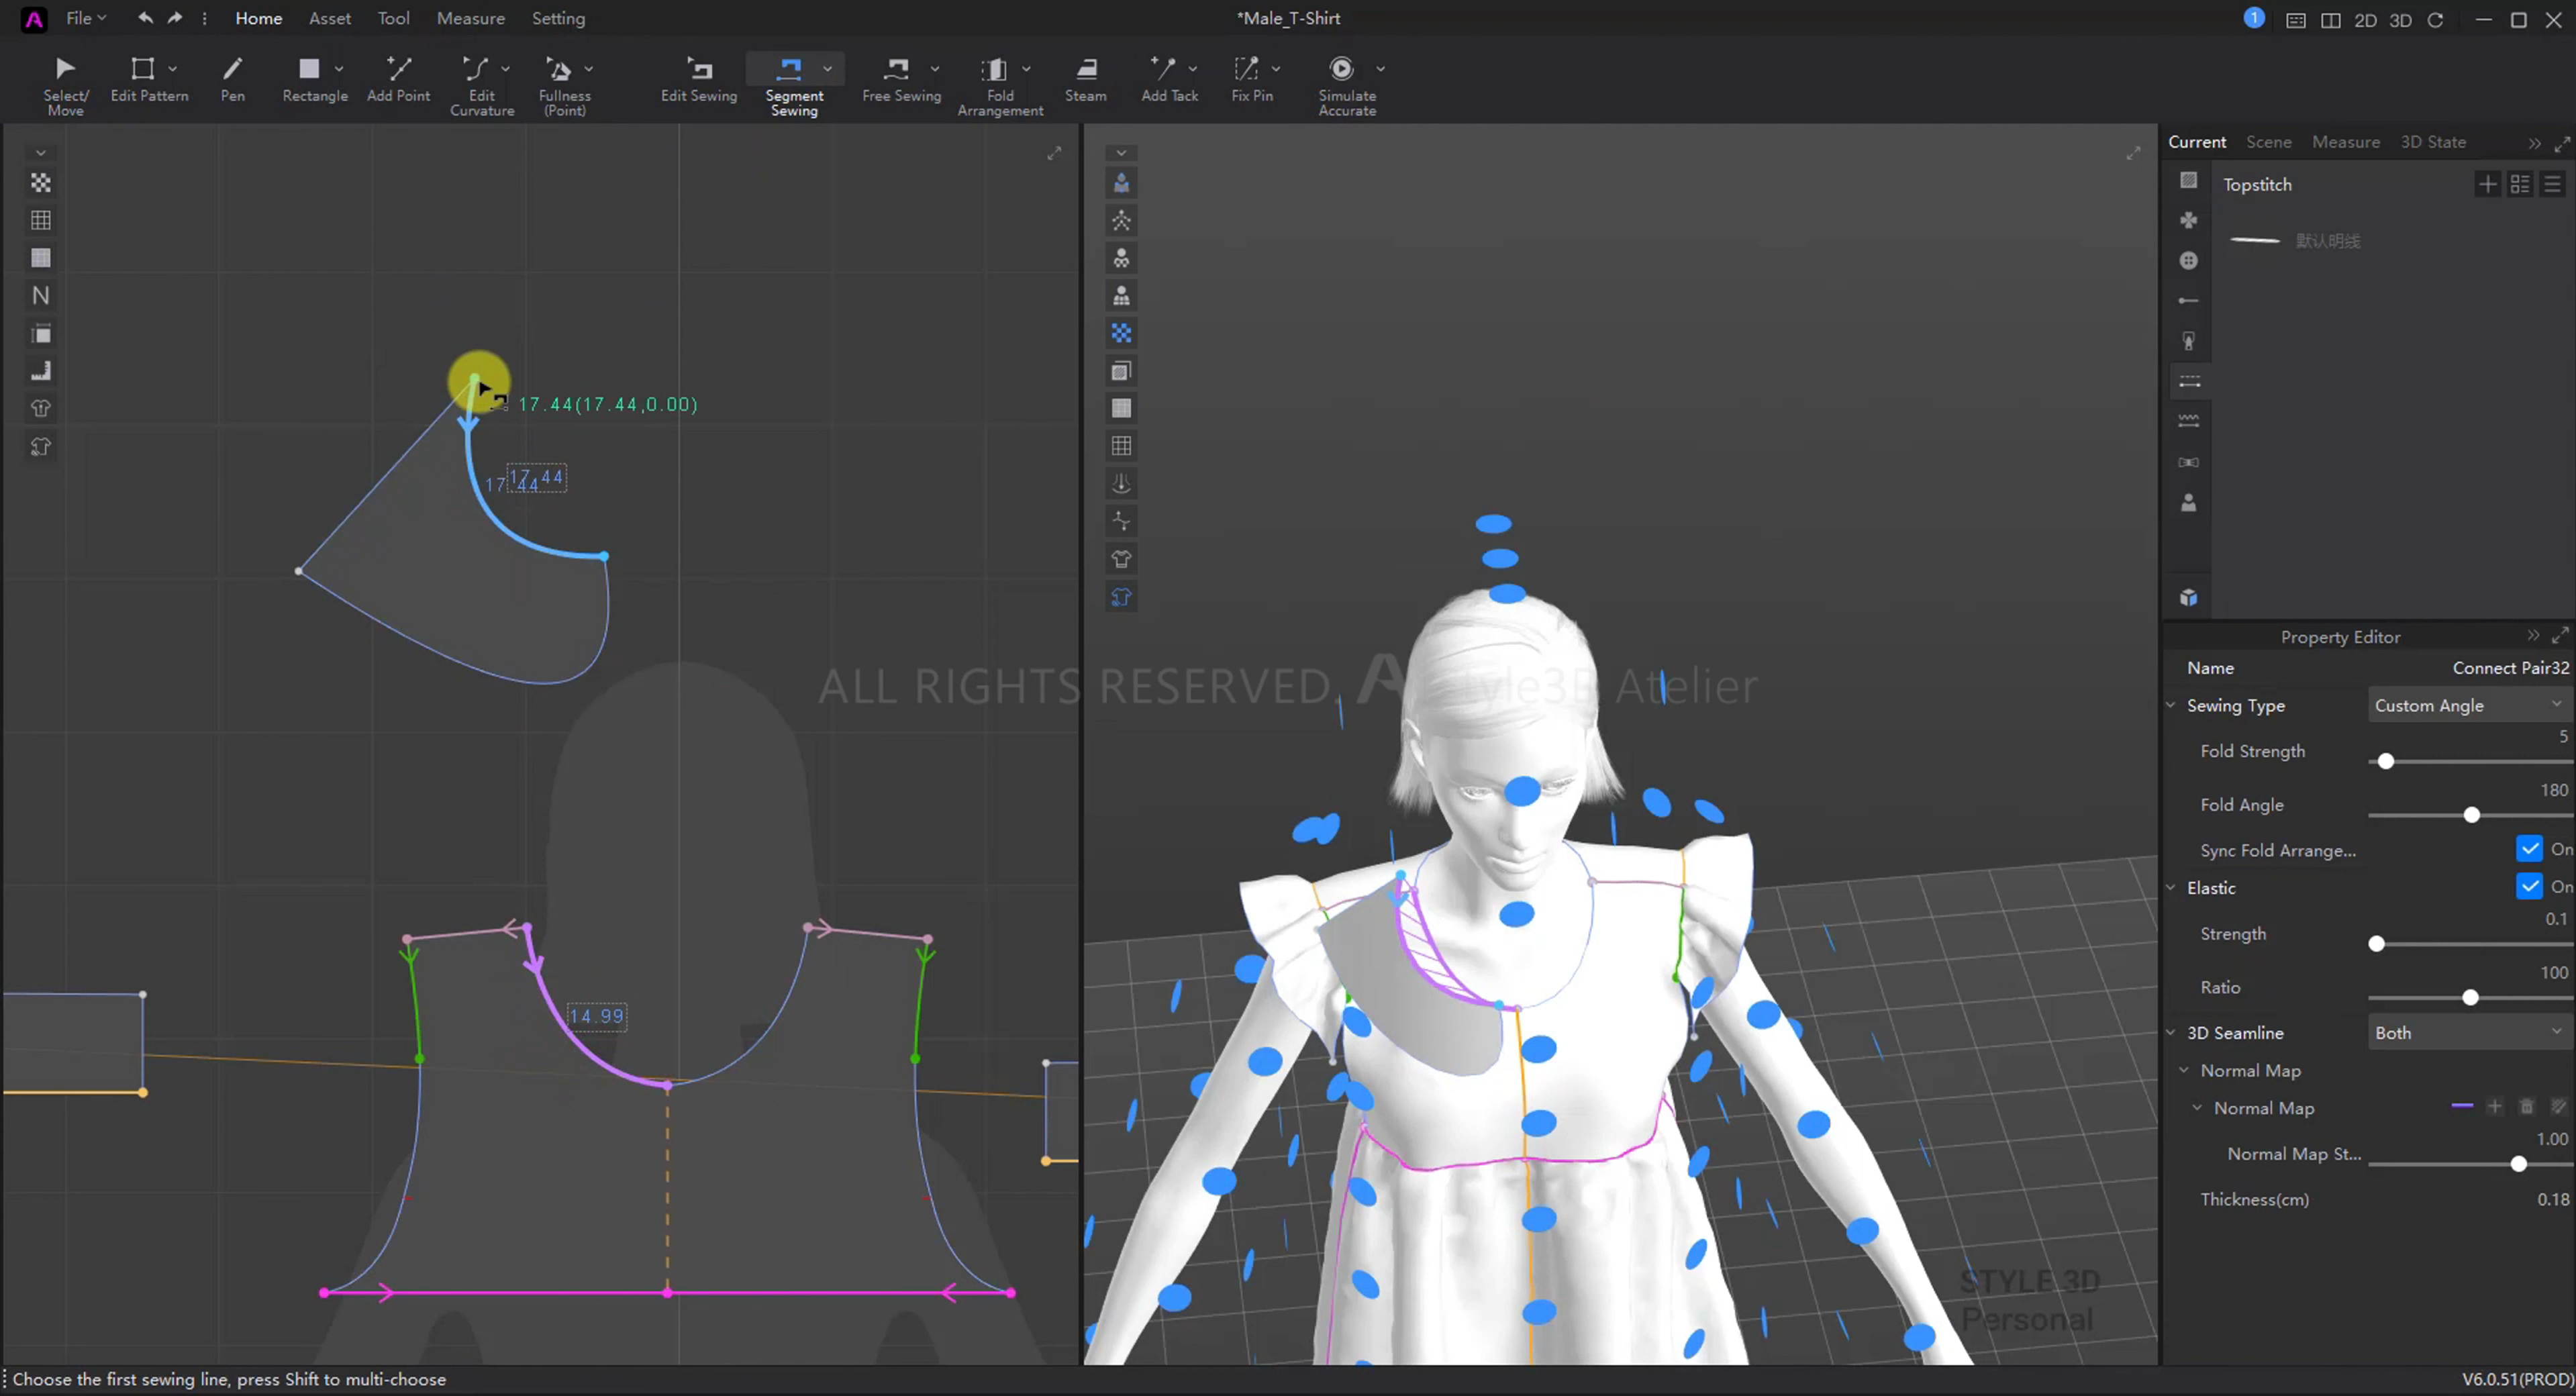 File Home Asset Tool Measure Setting *Male_T-Shirt 1 2D 3D
Select/ Move Edit Pattern Pen Rectangle Add Point Edit Curvature Fullness (Point) Edit Sewing Segment Sewing Free Sewing Fold Arrangement Steam Add Tack Fix Pin Simulate Accurate
17.44(17.44,0.00)
17.44
17.44
14.99
N
ALL RIGHTS RESERVED. Style3D Atelier
STYLE 3D
Personal
Current Scene Measure 3D State
Topstitch
默认明线
Property Editor
Name Connect Pair32
Sewing Type Custom Angle
Fold Strength 5
Fold Angle 180
Sync Fold Arrange... On
Elastic On
Strength 0.1
Ratio 100
3D Seamline Both
Normal Map
Normal Map
Normal Map St... 1.00
Thickness(cm) 0.18
Choose the first sewing line, press Shift to multi-choose
V6.0.51(PROD)